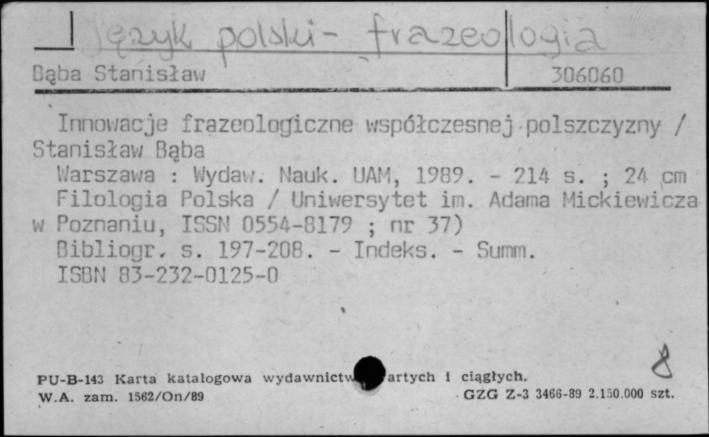 Język polski - frazeologia
Bąba Stanisław 306060
Innowacje frazeologiczne współczesnej polszczyzny /
Stanisław Bąba
Warszawa : Wydaw. Nauk. UAM, 1989. - 214 s. ; 24 cm
Filologia Polska / Uniwersytet im. Adama Mickiewicza
w Poznaniu, ISSN 0554-8179 ; nr 37)
Bibliogr. s. 197-208. - Indeks. - Summ.
ISBN 83-232-0125-0
8
PU-B-143 Karta katalogowa wydawnictw artych i ciągłych.
W.A. zam. 1562/On/89 GZG Z-3 3466-89 2.150.000 szt.